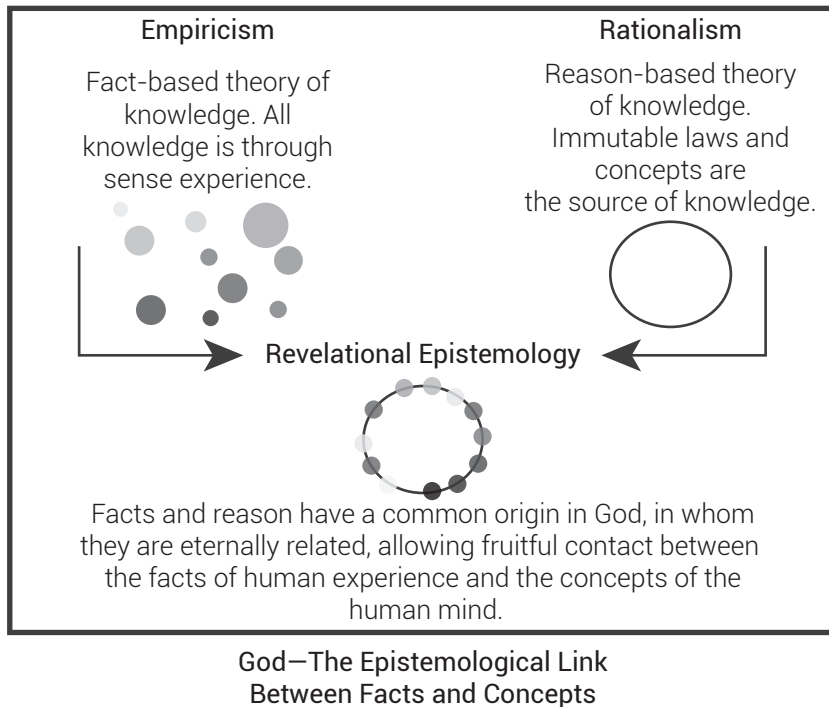 Empiricism
Fact-based theory of
knowledge. All
knowledge is through
sense experience.
Rationalism
Reason-based theory
of knowledge.
Immutable laws and
concepts are
the source of knowledge.
Revelational Epistemology
Facts and reason have a common origin in God, in whom
they are eternally related, allowing fruitful contact between
the facts of human experience and the concepts of the
human mind.
God—The Epistemological Link
Between Facts and Concepts